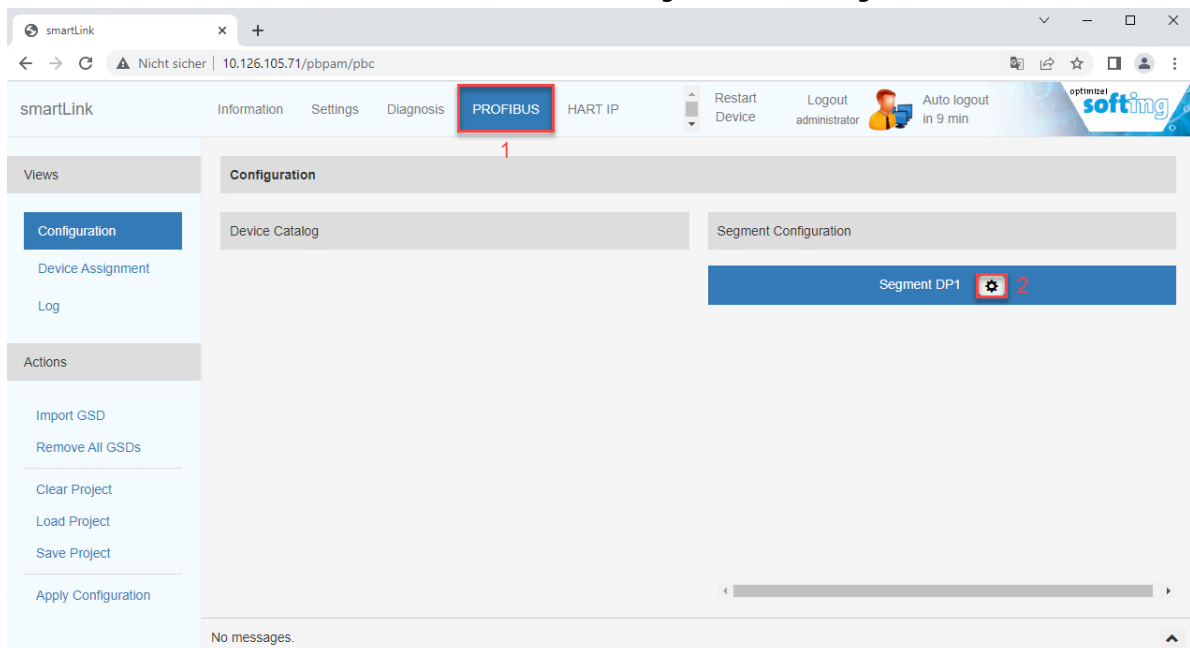 smartLink
Nicht sicher 10.126.105.71/pbpam/pbc
smartLink Information Settings Diagnosis PROFIBUS HART IP Restart Device Logout administrator Auto logout in 9 min optimize! softing
1
Views
Configuration
Configuration
Device Catalog
Segment Configuration
Device Assignment
Segment DP1 2
Log
Actions
Import GSD
Remove All GSDs
Clear Project
Load Project
Save Project
Apply Configuration
No messages.